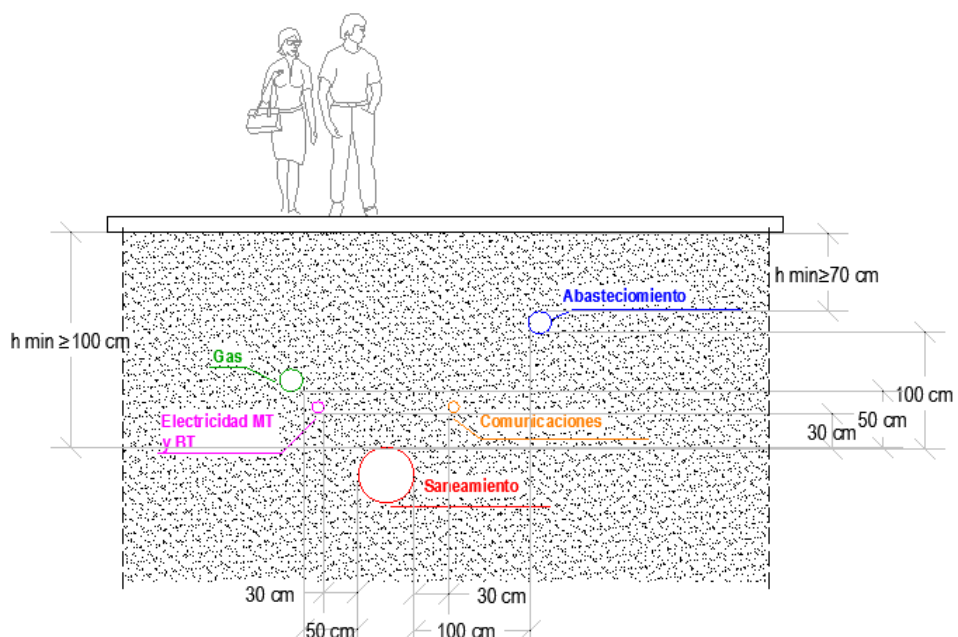 h min≥70 cm
Abasteciomiento
h min ≥100 cm
Gas
100 cm
Electricidad MT
y BT
Comunicaciones
50 cm
30 cm
Saneamiento
30 cm
30 cm
50 cm
100 cm